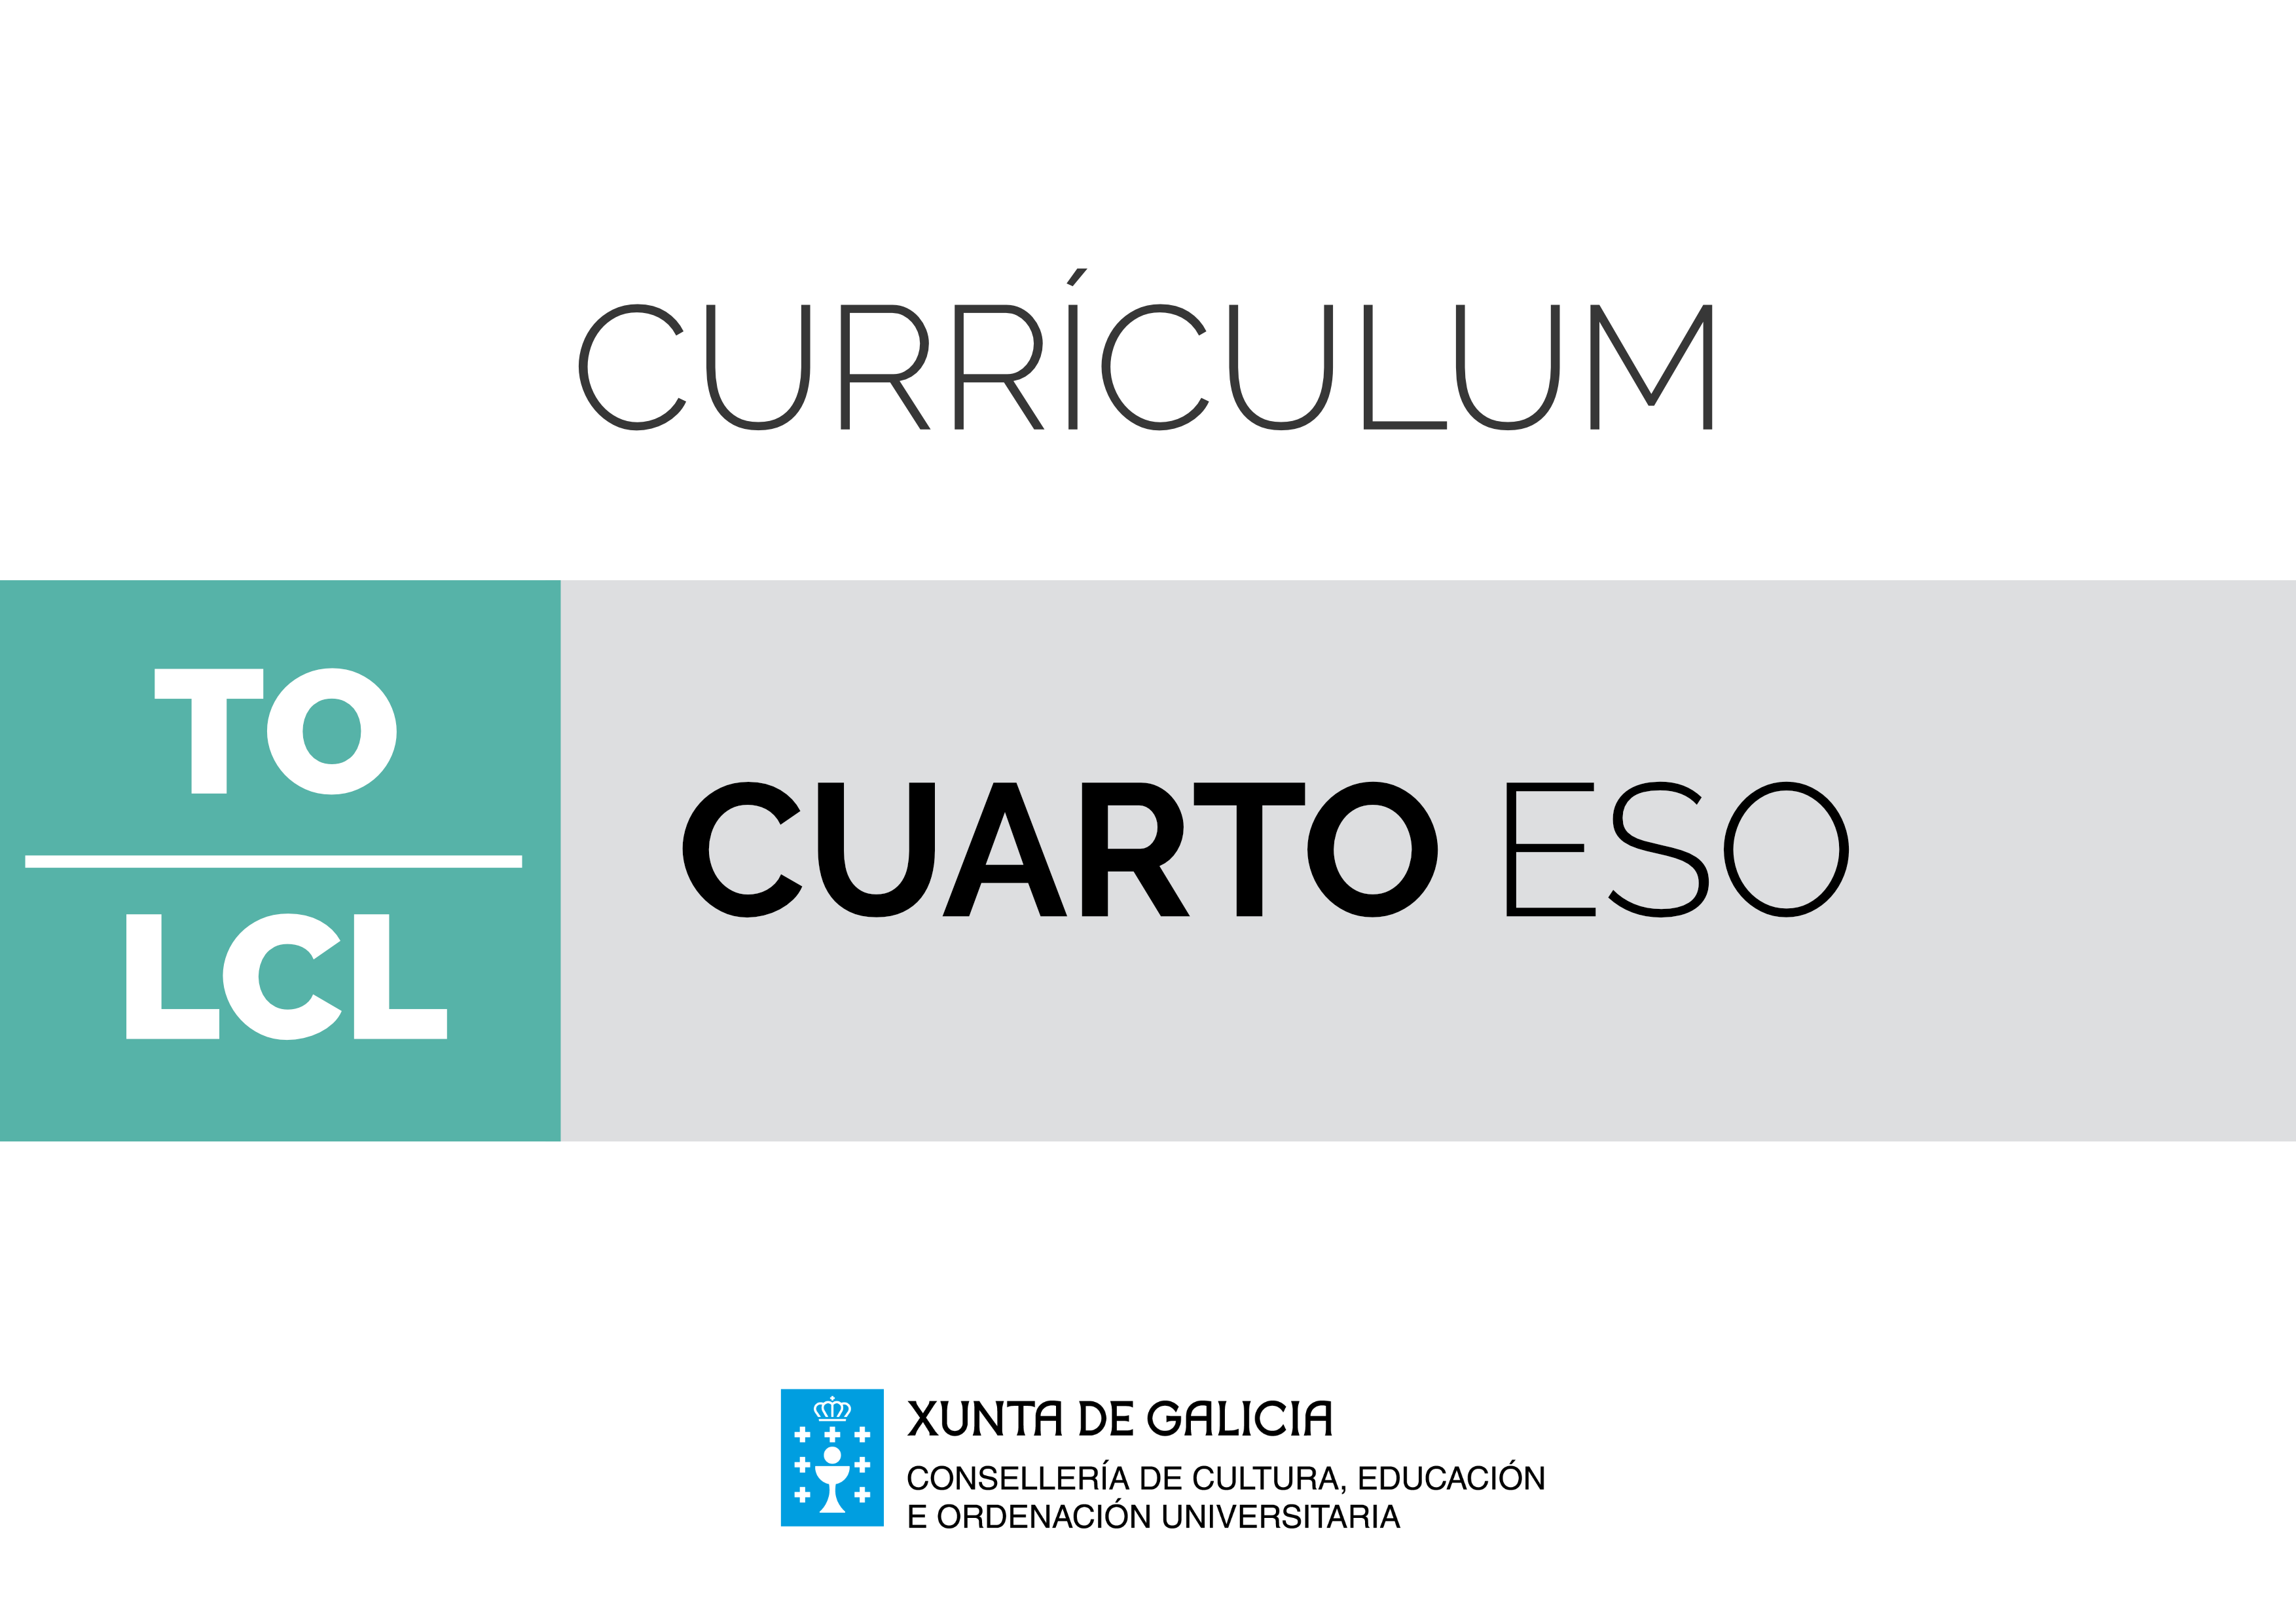 CURRÍCULUM
TO
LCL
CUARTO ESO
XUNTA DE GALICIA
CONSELLERÍA DE CULTURA, EDUCACIÓN
E ORDENACIÓN UNIVERSITARIA